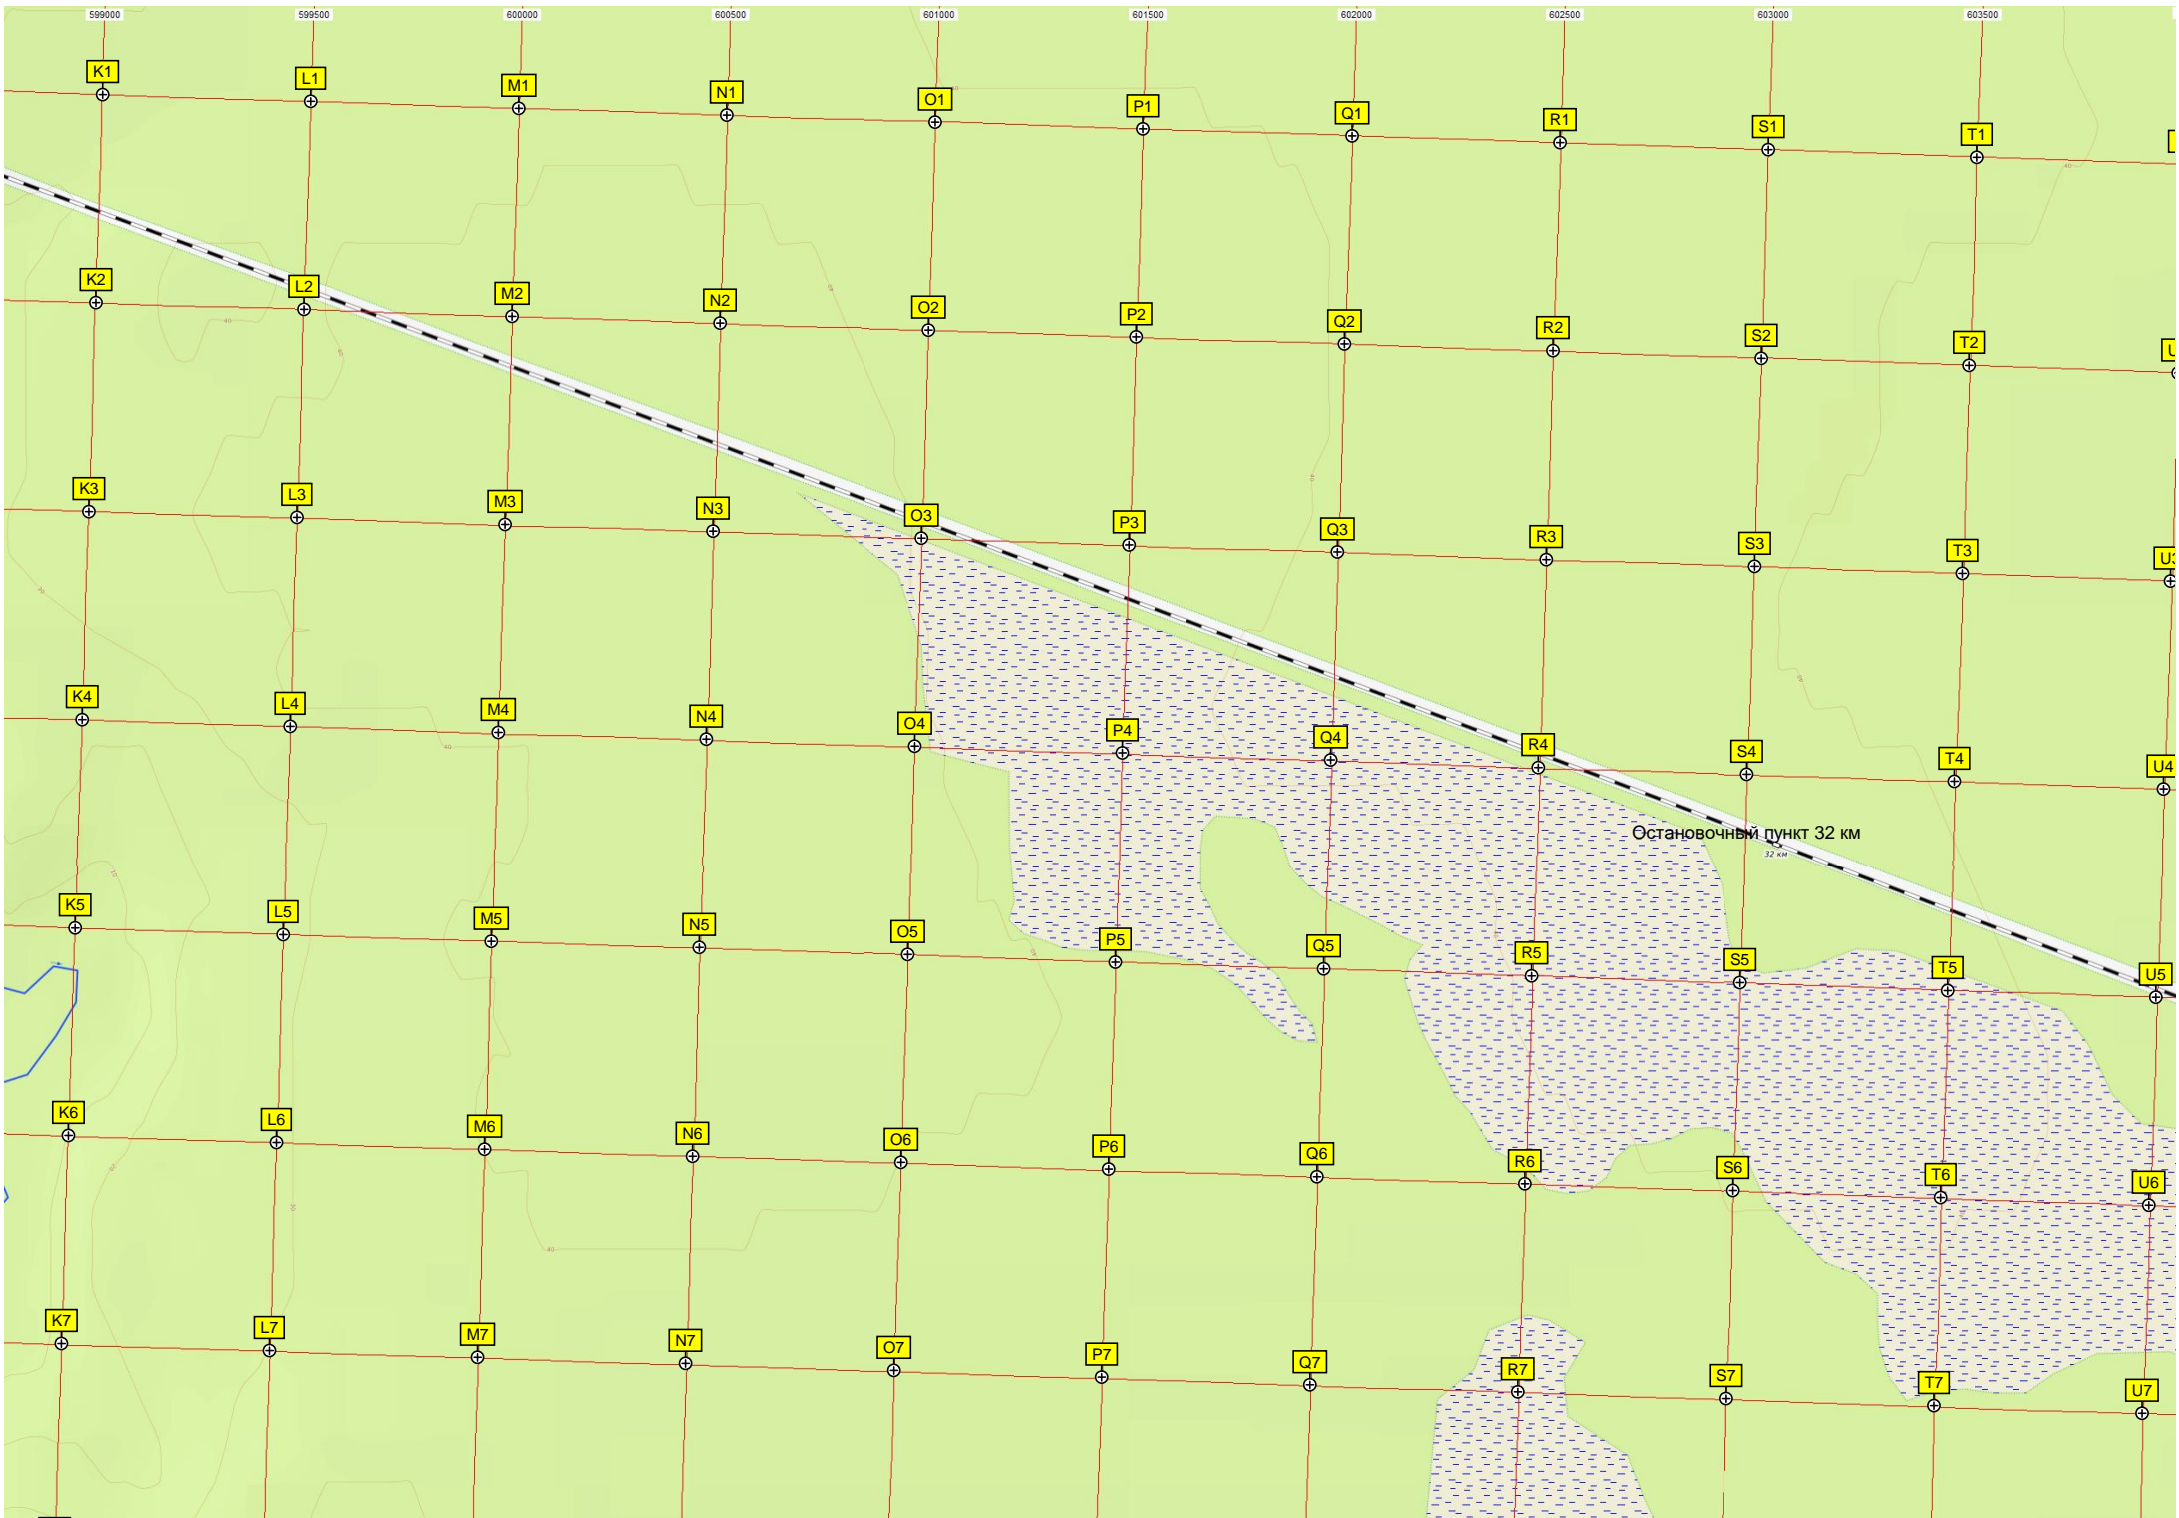 599000 599500 600000 600500 601000 601500 602000 602500 603000 603500
K1 L1 M1 N1 O1 P1 Q1 R1 S1 T1
K2 L2 M2 N2 O2 P2 Q2 R2 S2 T2
K3 L3 M3 N3 O3 P3 Q3 R3 S3 T3 U3
K4 L4 M4 N4 O4 P4 Q4 R4 S4 T4 U4
Остановочный пункт 32 км
32 км
K5 L5 M5 N5 O5 P5 Q5 R5 S5 T5 U5
K6 L6 M6 N6 O6 P6 Q6 R6 S6 T6 U6
40
K7 L7 M7 N7 O7 P7 Q7 R7 S7 T7 U7